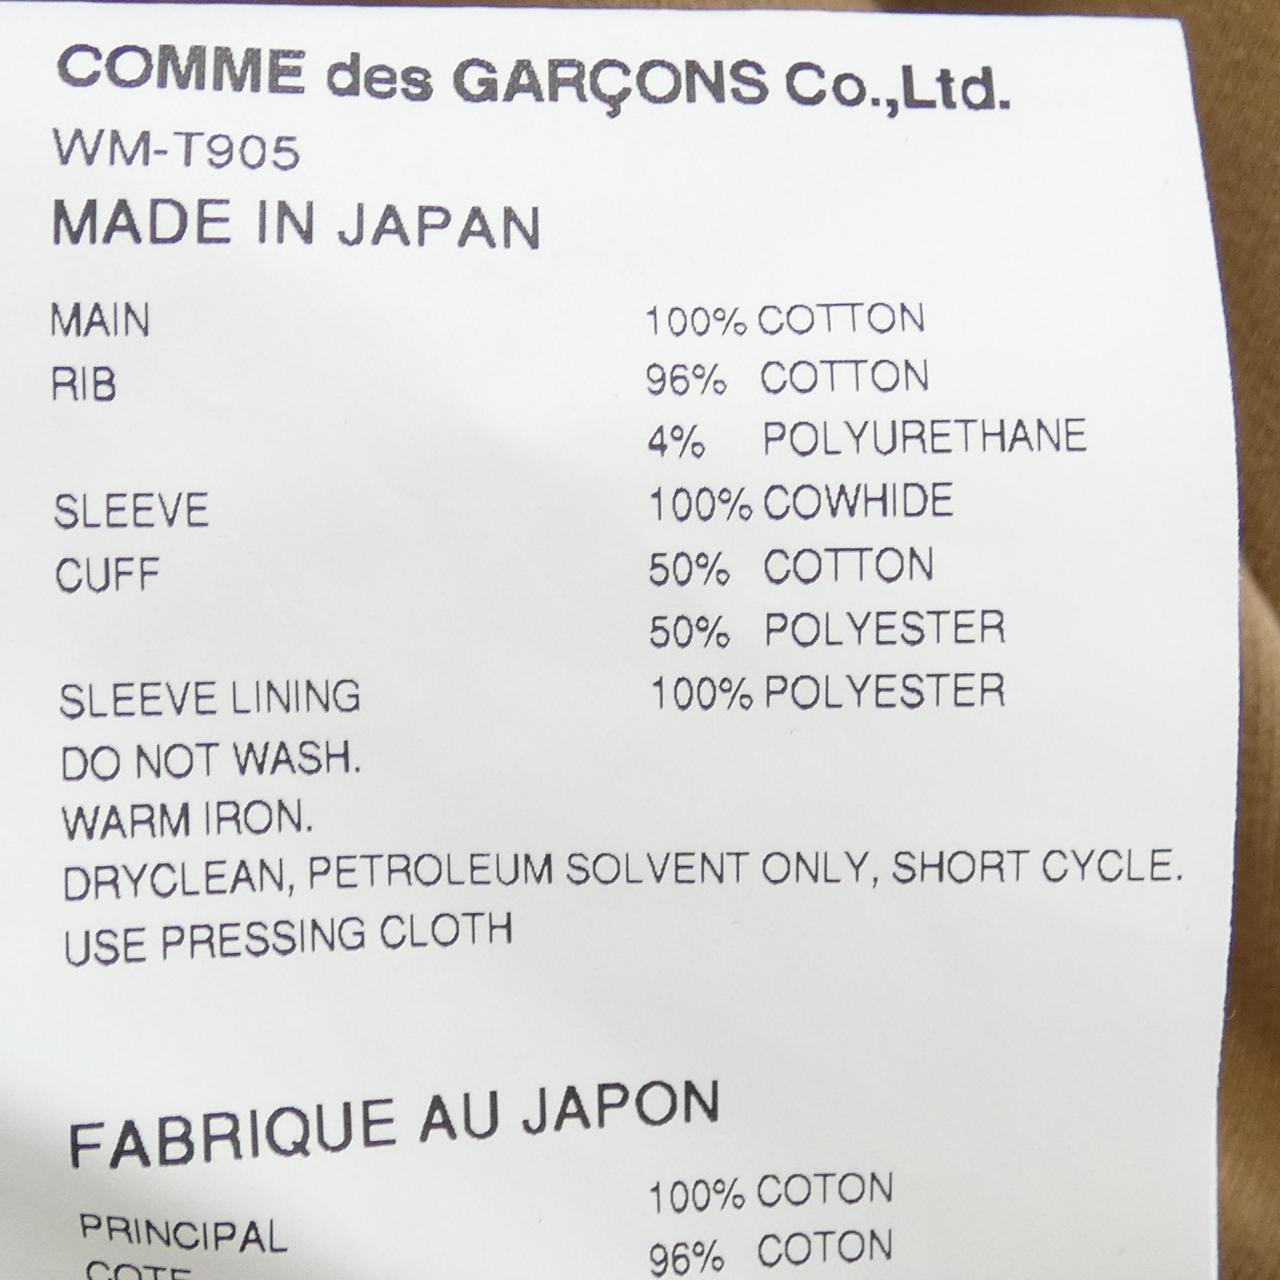 COMME des GARÇONS Co.,Ltd.
WM-T905
MADE IN JAPAN
MAIN 100% COTTON
RIB 96% COTTON
4% POLYURETHANE
SLEEVE 100% COWHIDE
CUFF 50% COTTON
50% POLYESTER
SLEEVE LINING 100% POLYESTER
DO NOT WASH.
WARM IRON.
DRYCLEAN, PETROLEUM SOLVENT ONLY, SHORT CYCLE.
USE PRESSING CLOTH
FABRIQUE AU JAPON
PRINCIPAL 100% COTON
COTE 96% COTON